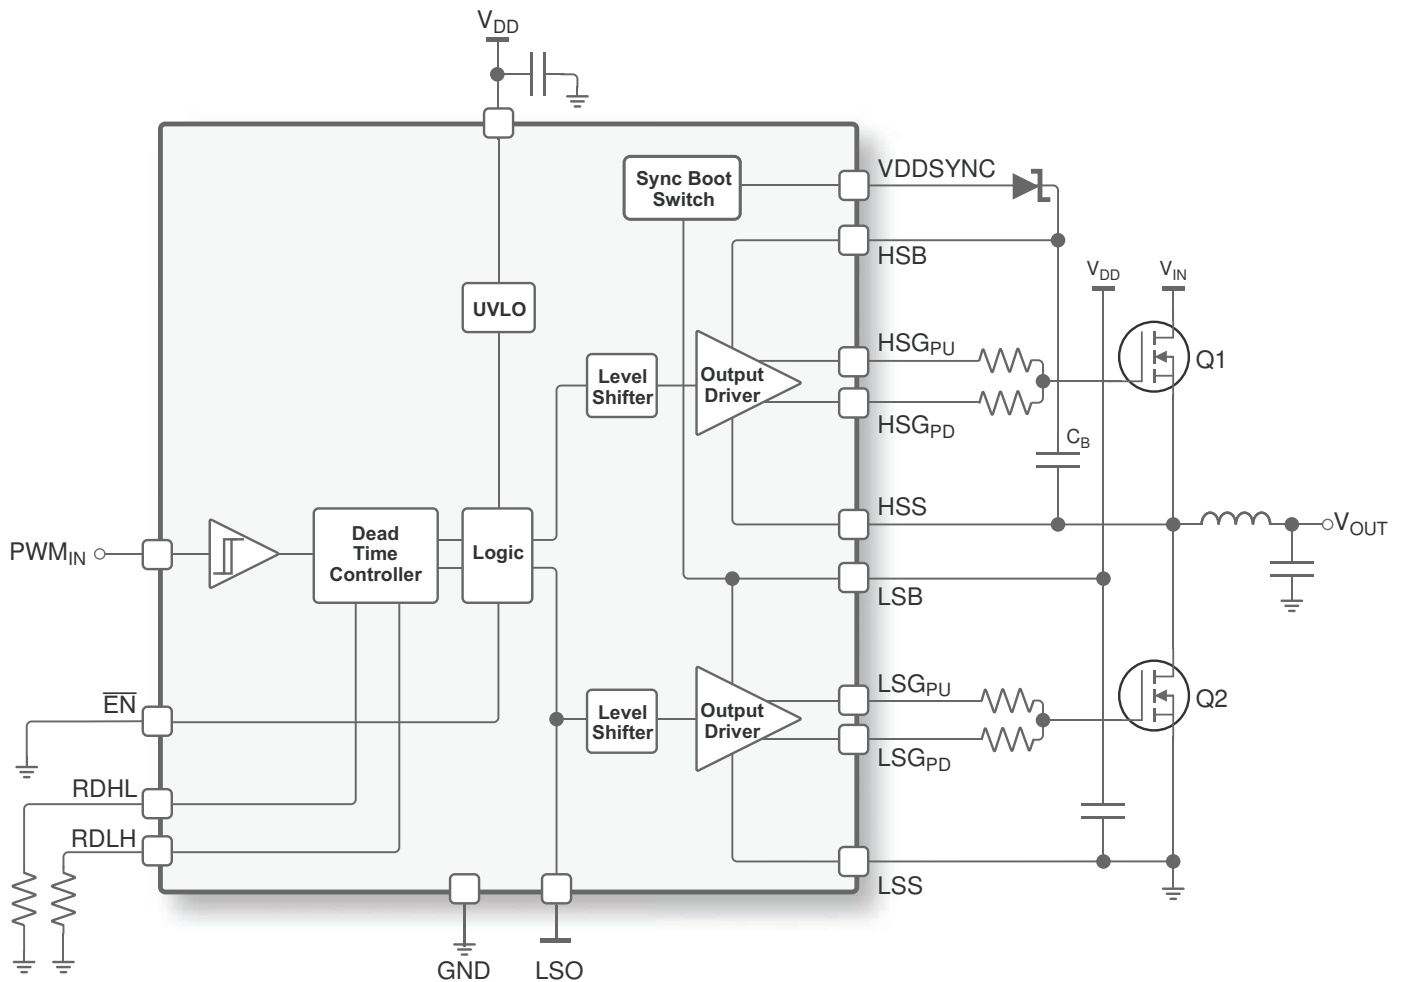 VDD
VDDSYNC
Sync Boot
Switch
HSB
VDD
VIN
UVLO
HSGPU
Q1
Level
Shifter
Output
Driver
HSGPD
CB
HSS
VOUT
PWMIN
Dead
Time
Controller
Logic
LSB
EN
LSGPU
Q2
Level
Shifter
Output
Driver
LSGPD
RDHL
RDLH
LSS
GND
LSO